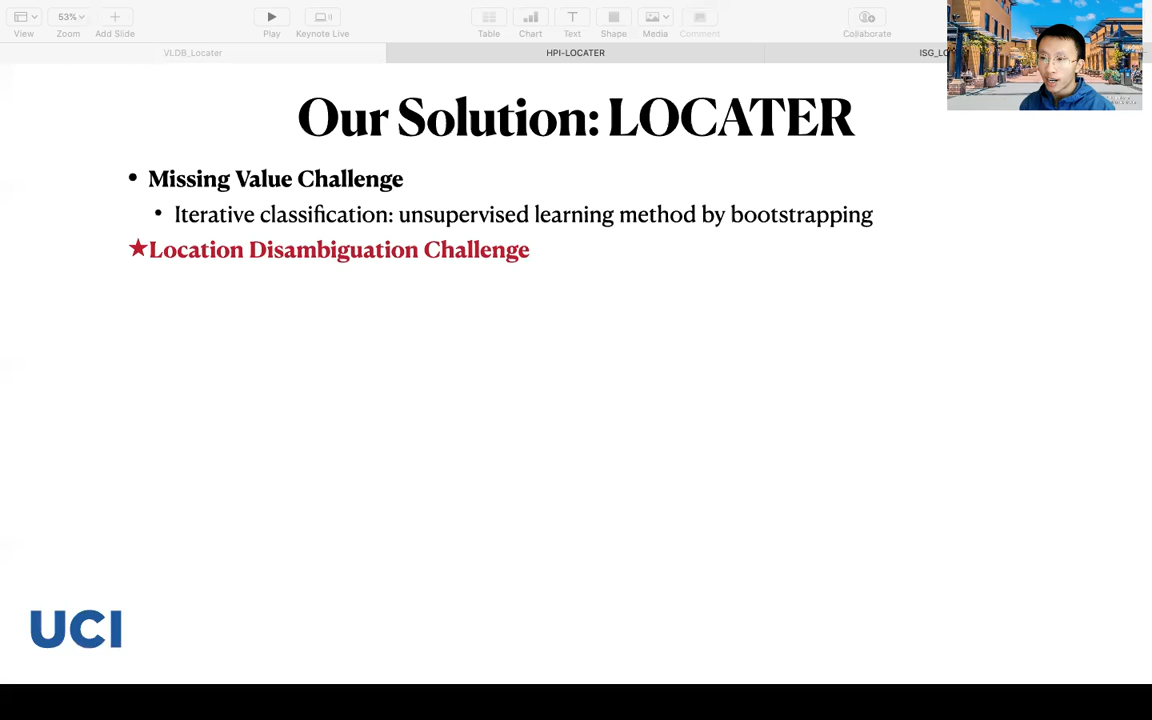 53%
View
Zoom
Add Slide
Play
Keynote Live
Table
Chart
Text
Shape
Media
Comment
Collaborate
VLDB_Locater
HPI-LOCATER
ISG_LO
Our Solution: LOCATER
• Missing Value Challenge
• Iterative classification: unsupervised learning method by bootstrapping
★Location Disambiguation Challenge
UCI